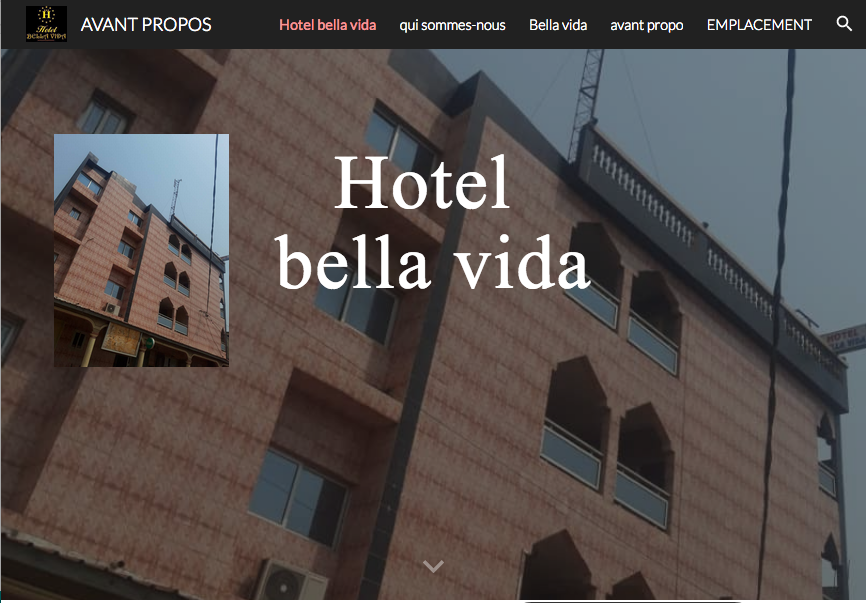 Hotel
BELLA VIDA
AVANT PROPOS
Hotel bella vida
qui sommes-nous
Bella vida
avant propo
EMPLACEMENT
Hotel
bella vida
HOTEL